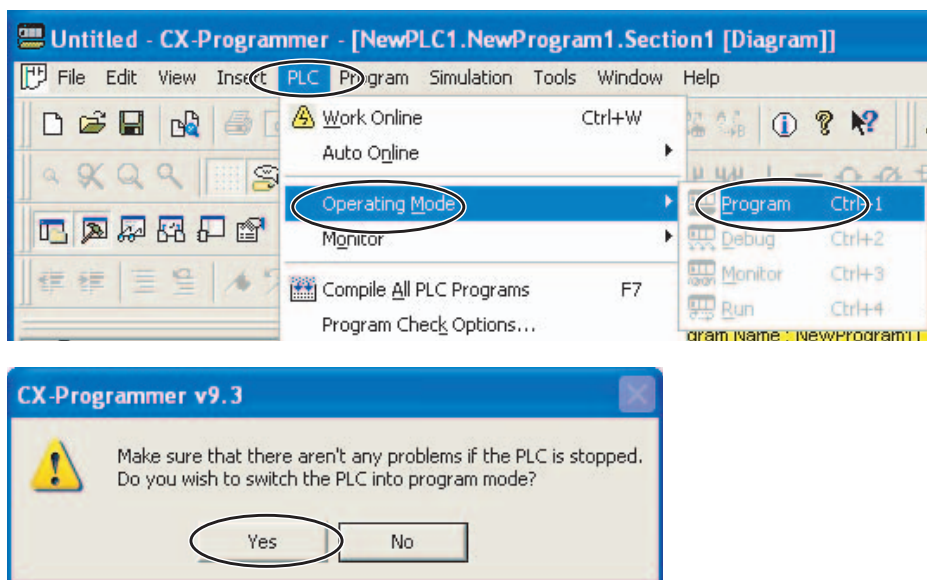 Untitled - CX-Programmer - [NewPLC1.NewProgram1.Section1 [Diagram]]
File Edit View Insert PLC Program Simulation Tools Window Help
Work Online Ctrl+W
Auto Online
Operating Mode
Program Ctrl+1
Monitor
Debug Ctrl+2
Monitor Ctrl+3
Compile All PLC Programs F7
Run Ctrl+4
Program Check Options...
gram Name : NewProgram1]
CX-Programmer v9.3
Make sure that there aren't any problems if the PLC is stopped.
Do you wish to switch the PLC into program mode?
Yes No